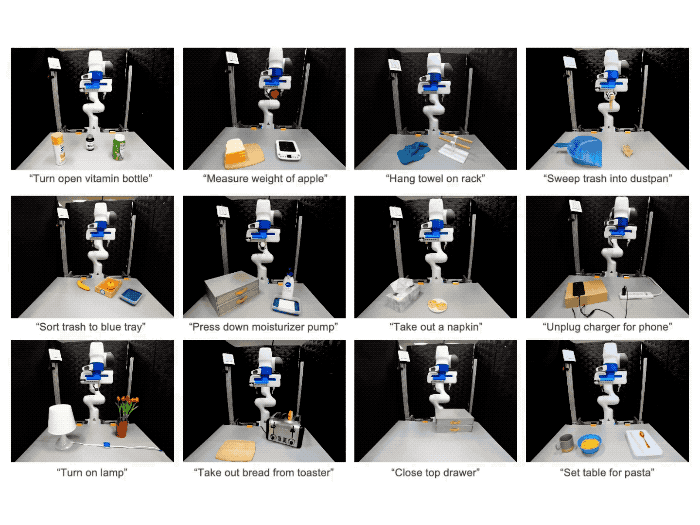 “Turn open vitamin bottle”
“Measure weight of apple”
“Hang towel on rack”
“Sweep trash into dustpan”
“Sort trash to blue tray”
“Press down moisturizer pump”
“Take out a napkin”
“Unplug charger for phone”
“Turn on lamp”
“Take out bread from toaster”
“Close top drawer”
“Set table for pasta”